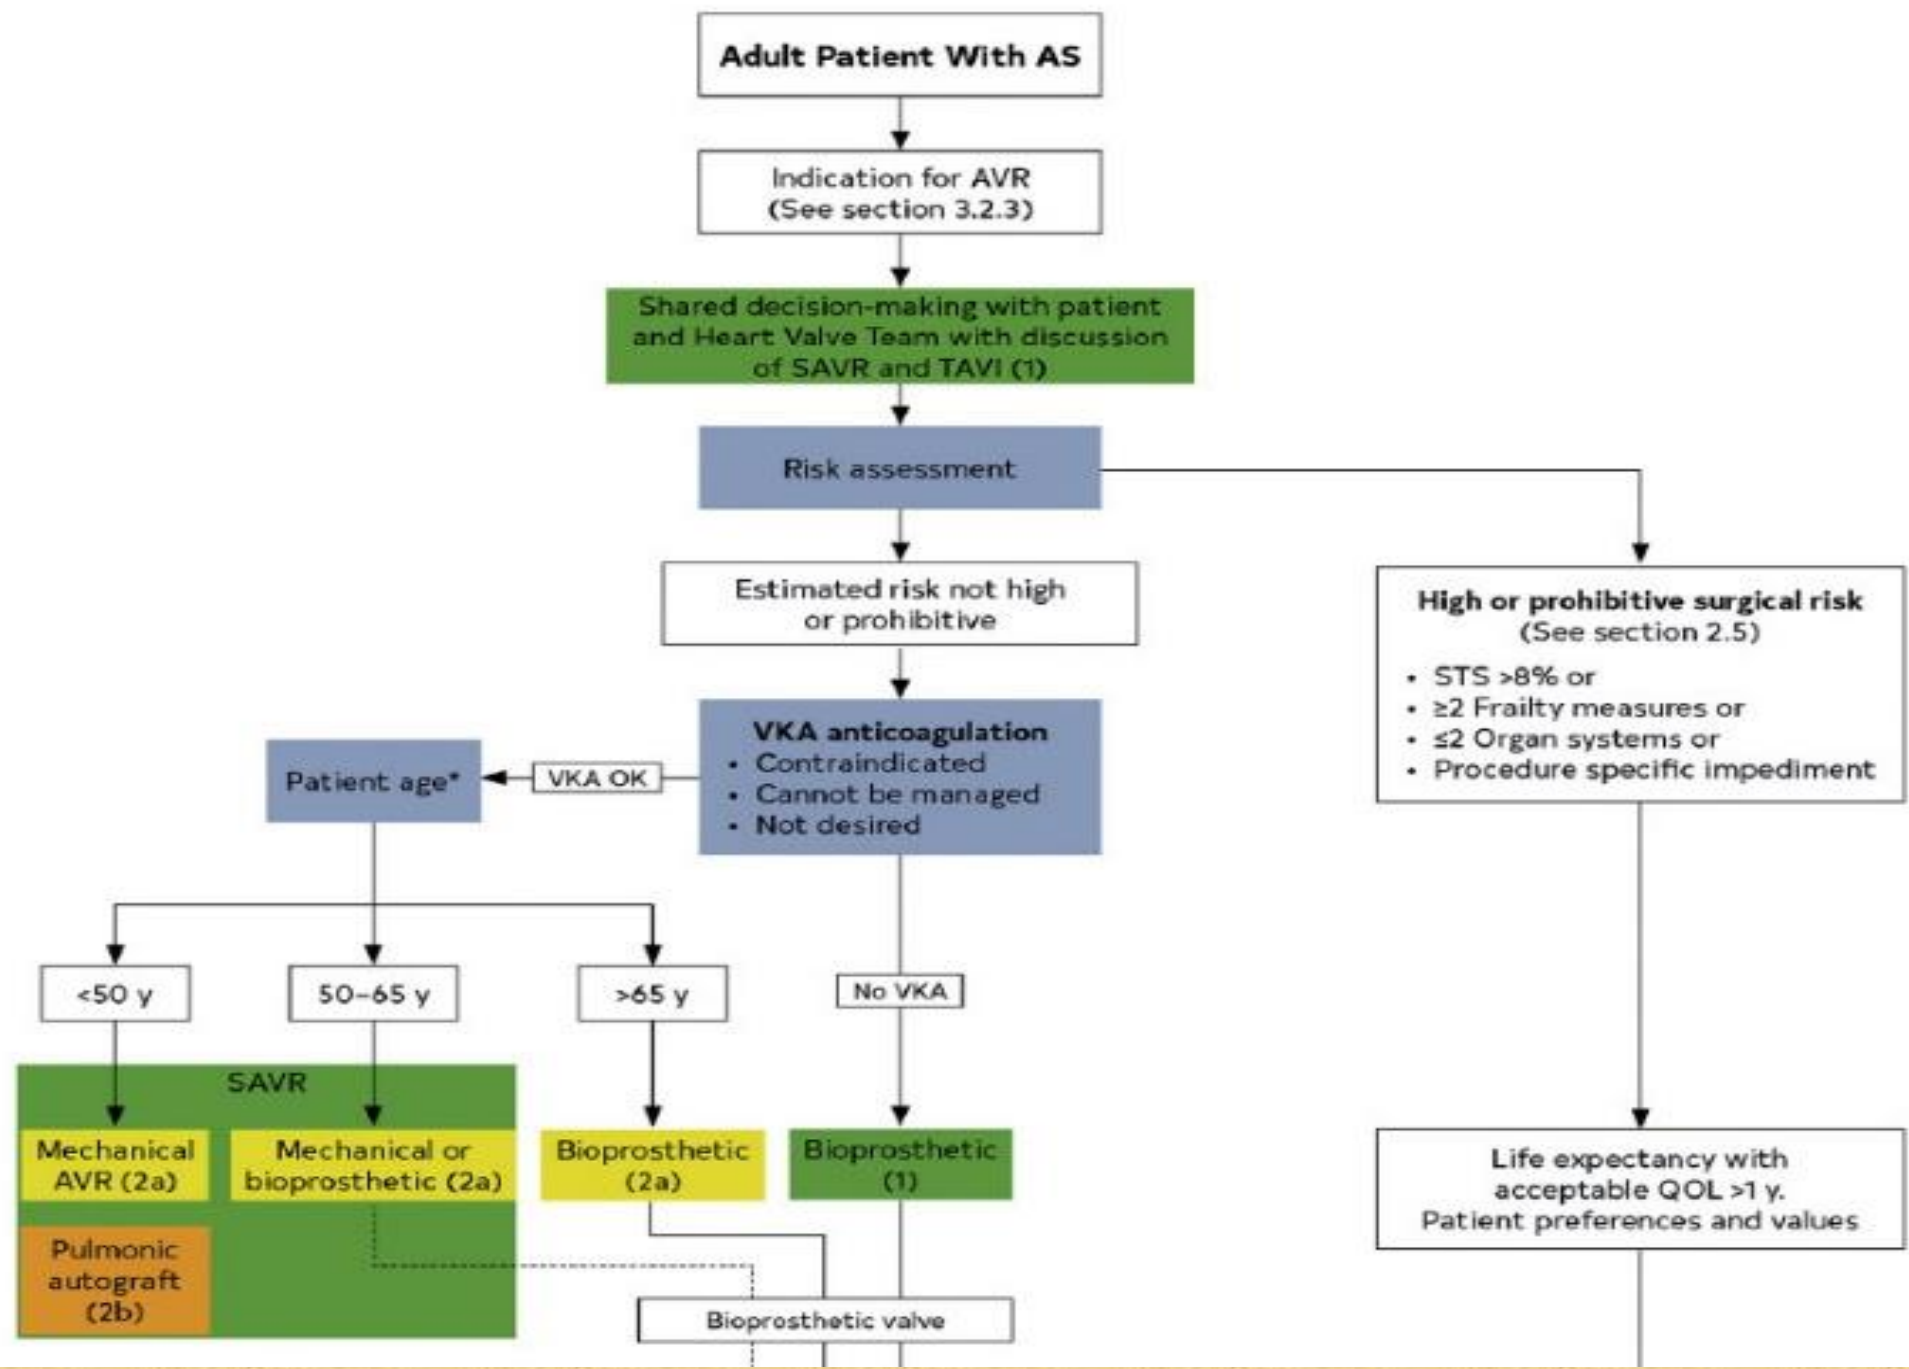 Adult Patient With AS
Indication for AVR
(See section 3.2.3)
Shared decision-making with patient
and Heart Valve Team with discussion
of SAVR and TAVI (1)
Risk assessment
Estimated risk not high
or prohibitive
High or prohibitive surgical risk
(See section 2.5)
• STS >8% or
• ≥2 Frailty measures or
• ≤2 Organ systems or
• Procedure specific impediment
VKA anticoagulation
• Contraindicated
• Cannot be managed
• Not desired
VKA OK
Patient age*
<50 y
50–65 y
>65 y
No VKA
SAVR
Mechanical
AVR (2a)
Mechanical or
bioprosthetic (2a)
Bioprosthetic
(2a)
Bioprosthetic
(1)
Life expectancy with
acceptable QOL >1 y.
Patient preferences and values
Pulmonic
autograft
(2b)
Bioprosthetic valve